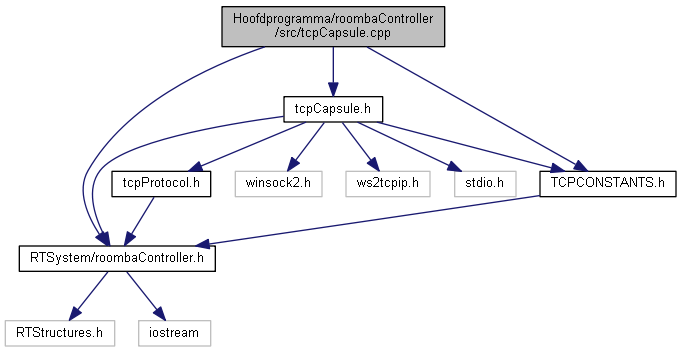 Hoofdprogramma/roombaController
/src/tcpCapsule.cpp
tcpCapsule.h
tcpProtocol.h
winsock2.h
ws2tcpip.h
stdio.h
TCPCONSTANTS.h
RTSystem/roombaController.h
RTStructures.h
iostream